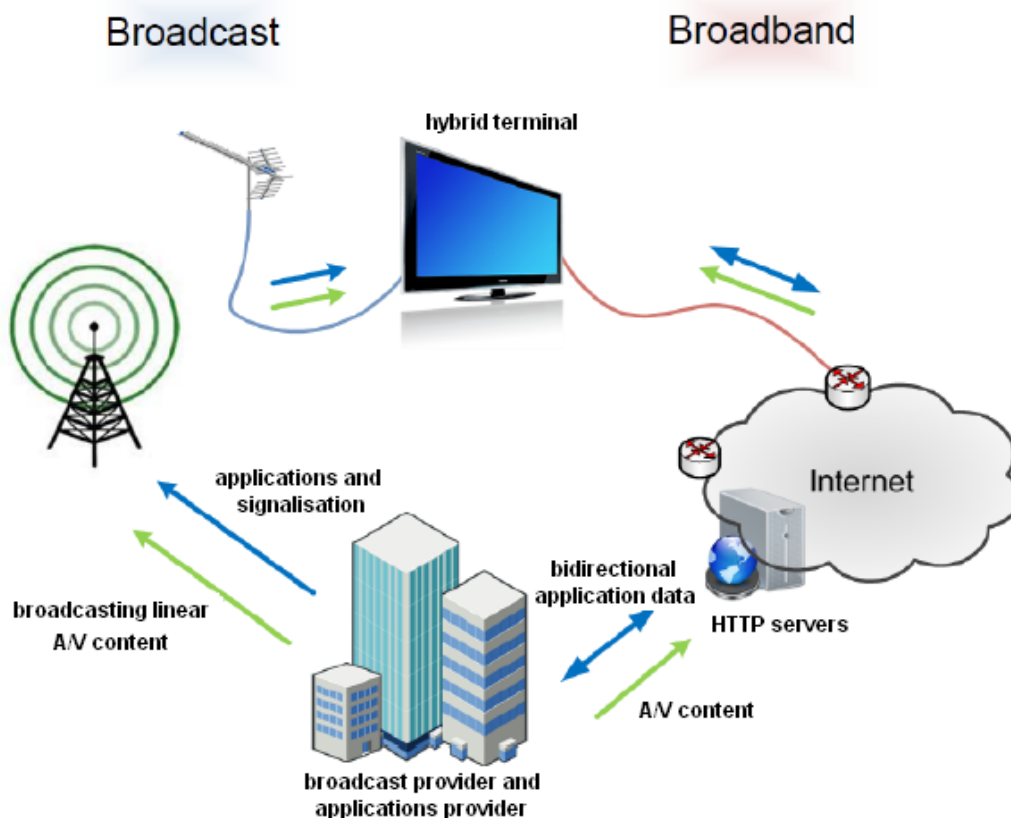 Broadcast
Broadband
hybrid terminal
applications and
signalisation
broadcasting linear
A/V content
Internet
bidirectional
application data
HTTP servers
A/V content
broadcast provider and
applications provider